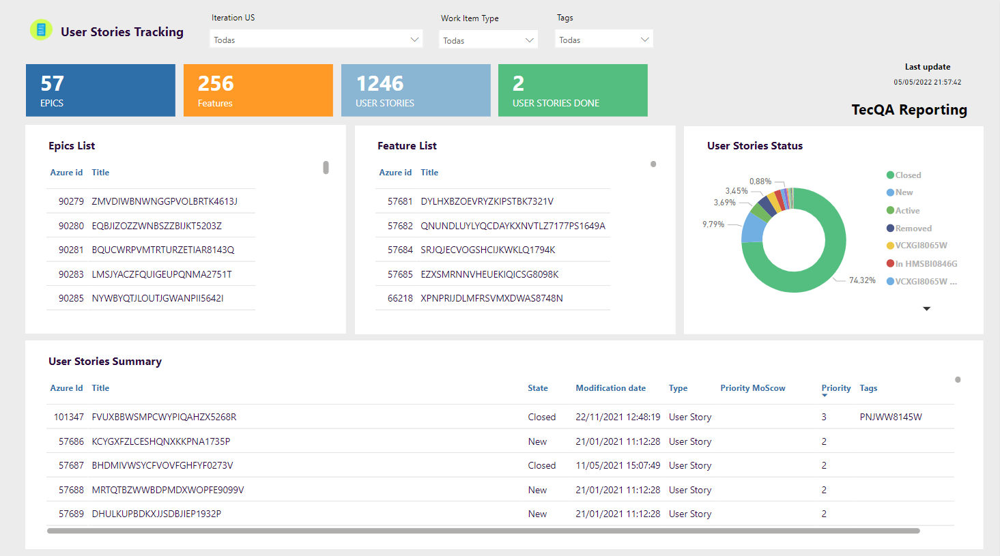 User Stories Tracking
Iteration US
Todas
Work Item Type
Todas
Tags
Todas
57
EPICS
256
Features
1246
USER STORIES
2
USER STORIES DONE
Last update
05/05/2022 21:57:42
TecQA Reporting
Epics List
Azure id Title
90279 ZMVDIWBNWNGGPVOLBRTK4613J
90280 EQBJIZOZZWNBSZZBIJKT5203Z
90281 BQUCWRPVMTRTURZETIAR8143Q
90283 LMSJYACZFQUIGEUPQNMA2751T
90285 NYWBYQTJLOUTJGWANPII5642I
Feature List
Azure id Title
57681 DYLHXBZOEVRYZKIPSTBK7321V
57682 QNUNDLUYLYQCDAYKXNVTLZ7177PS1649A
57684 SRJQJECVOGSHCIJKWKLQ1794K
57685 EZXSMRNNVHEUEKIQICSG8098K
66218 XPNPRIJDLMFRSVMXDWAS8748N
User Stories Status
0,88%
3,45%
3,69%
9,79%
74,32%
Closed
New
Active
Removed
VCXGI8065W
In HMSBI0846G
VCXGI8065W ...
User Stories Summary
Azure Id Title State Modification date Type Priority MoScow Priority Tags
101347 FVUXBBWSMPCWYPIQAHZX5268R Closed 22/11/2021 12:48:19 User Story 3 PNJWW8145W
57686 KCYGXFZLCESHQNXKKPNA1735P New 21/01/2021 11:12:28 User Story 2
57687 BHDMIVWSYCFVOVFGHFYF0273V Closed 11/05/2021 15:07:49 User Story 2
57688 MRTQTBZWWBDPMDXWOPFE9099V New 21/01/2021 11:12:28 User Story 2
57689 DHULKUPBDKXJJSDBJIEP1932P New 21/01/2021 11:12:28 User Story 2